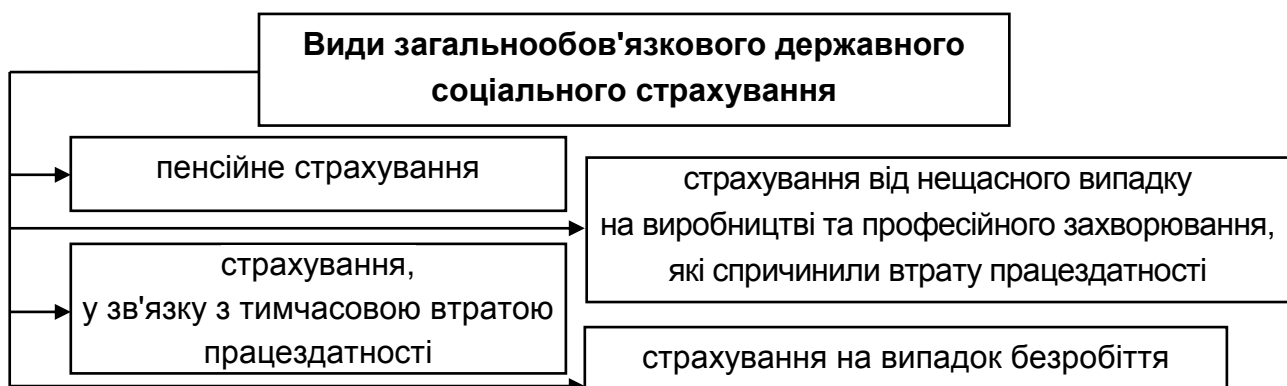 Види загальнообов'язкового державного
соціального страхування
пенсійне страхування
страхування від нещасного випадку
на виробництві та професійного захворювання,
які спричинили втрату працездатності
страхування,
у зв'язку з тимчасовою втратою
працездатності
страхування на випадок безробіття